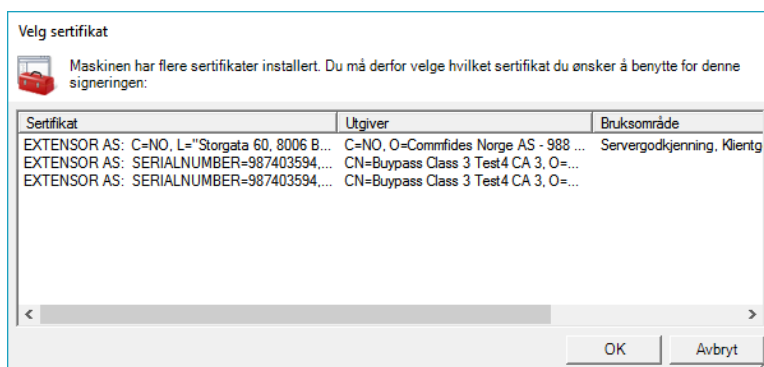 Velg sertifikat
Maskinen har flere sertifikater installert. Du må derfor velge hvilket sertifikat du ønsker å benytte for denne
signeringen:
Sertifikat Utgiver Bruksområde
EXTENSOR AS: C=NO, L="Storgata 60, 8006 B... C=NO, O=Commfides Norge AS - 988 ... Servergodkjenning, Klientg
EXTENSOR AS: SERIALNUMBER=987403594,... CN=Buypass Class 3 Test4 CA 3, O=...
EXTENSOR AS: SERIALNUMBER=987403594,... CN=Buypass Class 3 Test4 CA 3, O=...
OK Avbryt